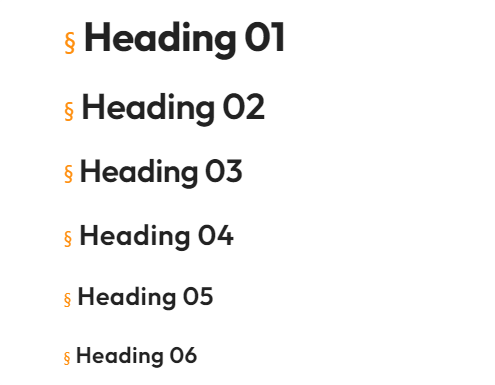 § Heading 01
§ Heading 02
§ Heading 03
§ Heading 04
§ Heading 05
§ Heading 06